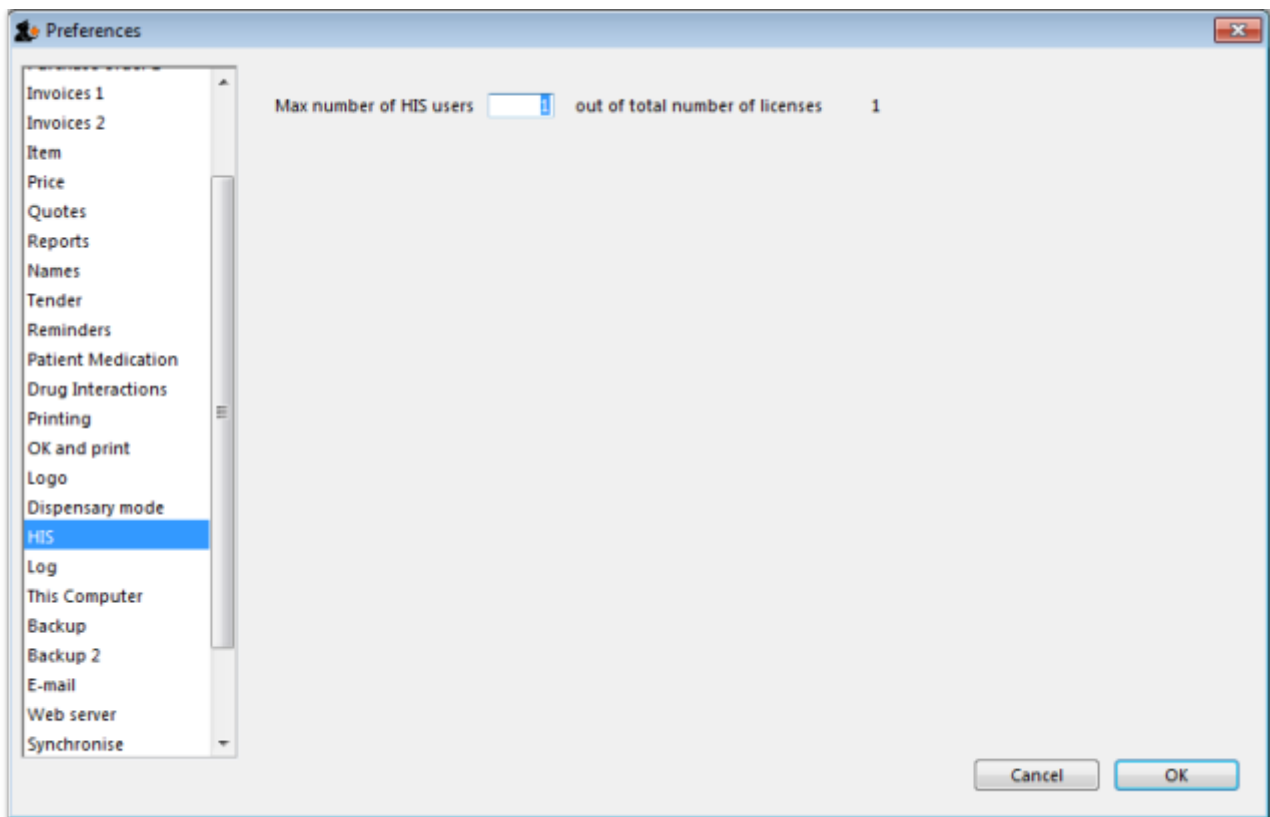 Preferences
Invoices 1
Invoices 2
Item
Price
Quotes
Reports
Names
Tender
Reminders
Patient Medication
Drug Interactions
Printing
OK and print
Logo
Dispensary mode
HIS
Log
This Computer
Backup
Backup 2
E-mail
Web server
Synchronise
Max number of HIS users 1 out of total number of licenses 1
Cancel OK